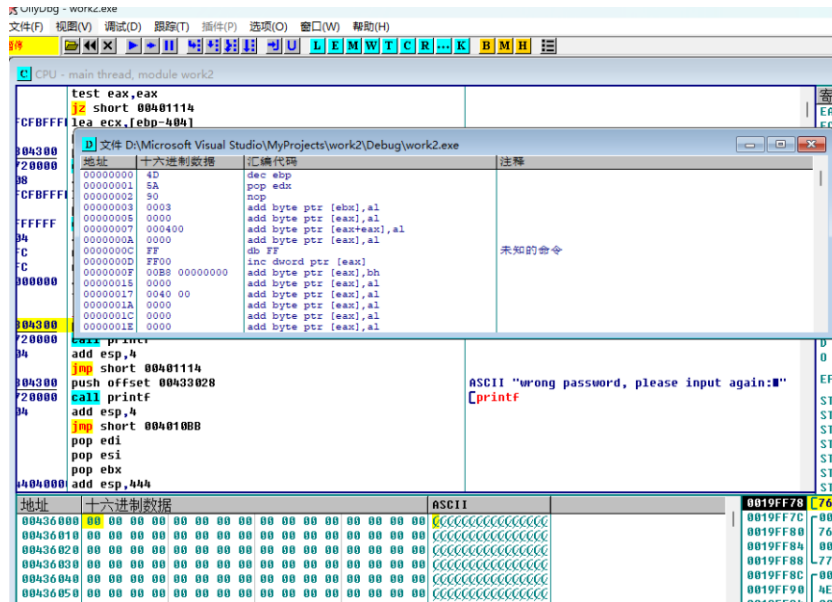 OllyDbg - work2.exe
文件(F) 视图(V) 调试(D) 跟踪(T) 插件(P) 选项(O) 窗口(W) 帮助(H)
L E M W T C R ... K B M H
C CPU - main thread, module work2
test eax,eax
jz short 00401114
lea ecx,[ebp-404]
D 文件 D:\Microsoft Visual Studio\MyProjects\work2\Debug\work2.exe
地址 十六进制数据 汇编代码 注释
00000000 4D dec ebp
00000001 5A pop edx
00000002 90 nop
00000003 0003 add byte ptr [ebx],al
00000005 0000 add byte ptr [eax],al
00000007 000400 add byte ptr [eax+eax],al
0000000A 0000 add byte ptr [eax],al
0000000C FF db FF 未知的命令
0000000D FF00 inc dword ptr [eax]
0000000F 00B8 00000000 add byte ptr [eax],bh
00000015 0000 add byte ptr [eax],al
00000017 0040 00 add byte ptr [eax],al
0000001A 0000 add byte ptr [eax],al
0000001C 0000 add byte ptr [eax],al
0000001E 0000 add byte ptr [eax],al
call printf
add esp,4
jmp short 00401114
push offset 00433028 ASCII "wrong password, please input again:"
call printf [printf
add esp,4
jmp short 004010BB
pop edi
pop esi
pop ebx
add esp,444
地址 十六进制数据 ASCII
00436000 00 00 00 00 00 00 00 00 00 00 00 00 00 00 00 00
00436010 00 00 00 00 00 00 00 00 00 00 00 00 00 00 00 00
00436020 00 00 00 00 00 00 00 00 00 00 00 00 00 00 00 00
00436030 00 00 00 00 00 00 00 00 00 00 00 00 00 00 00 00
00436040 00 00 00 00 00 00 00 00 00 00 00 00 00 00 00 00
00436050 00 00 00 00 00 00 00 00 00 00 00 00 00 00 00 00
0019FF78
0019FF7C
0019FF80
0019FF84
0019FF88
0019FF8C
0019FF90